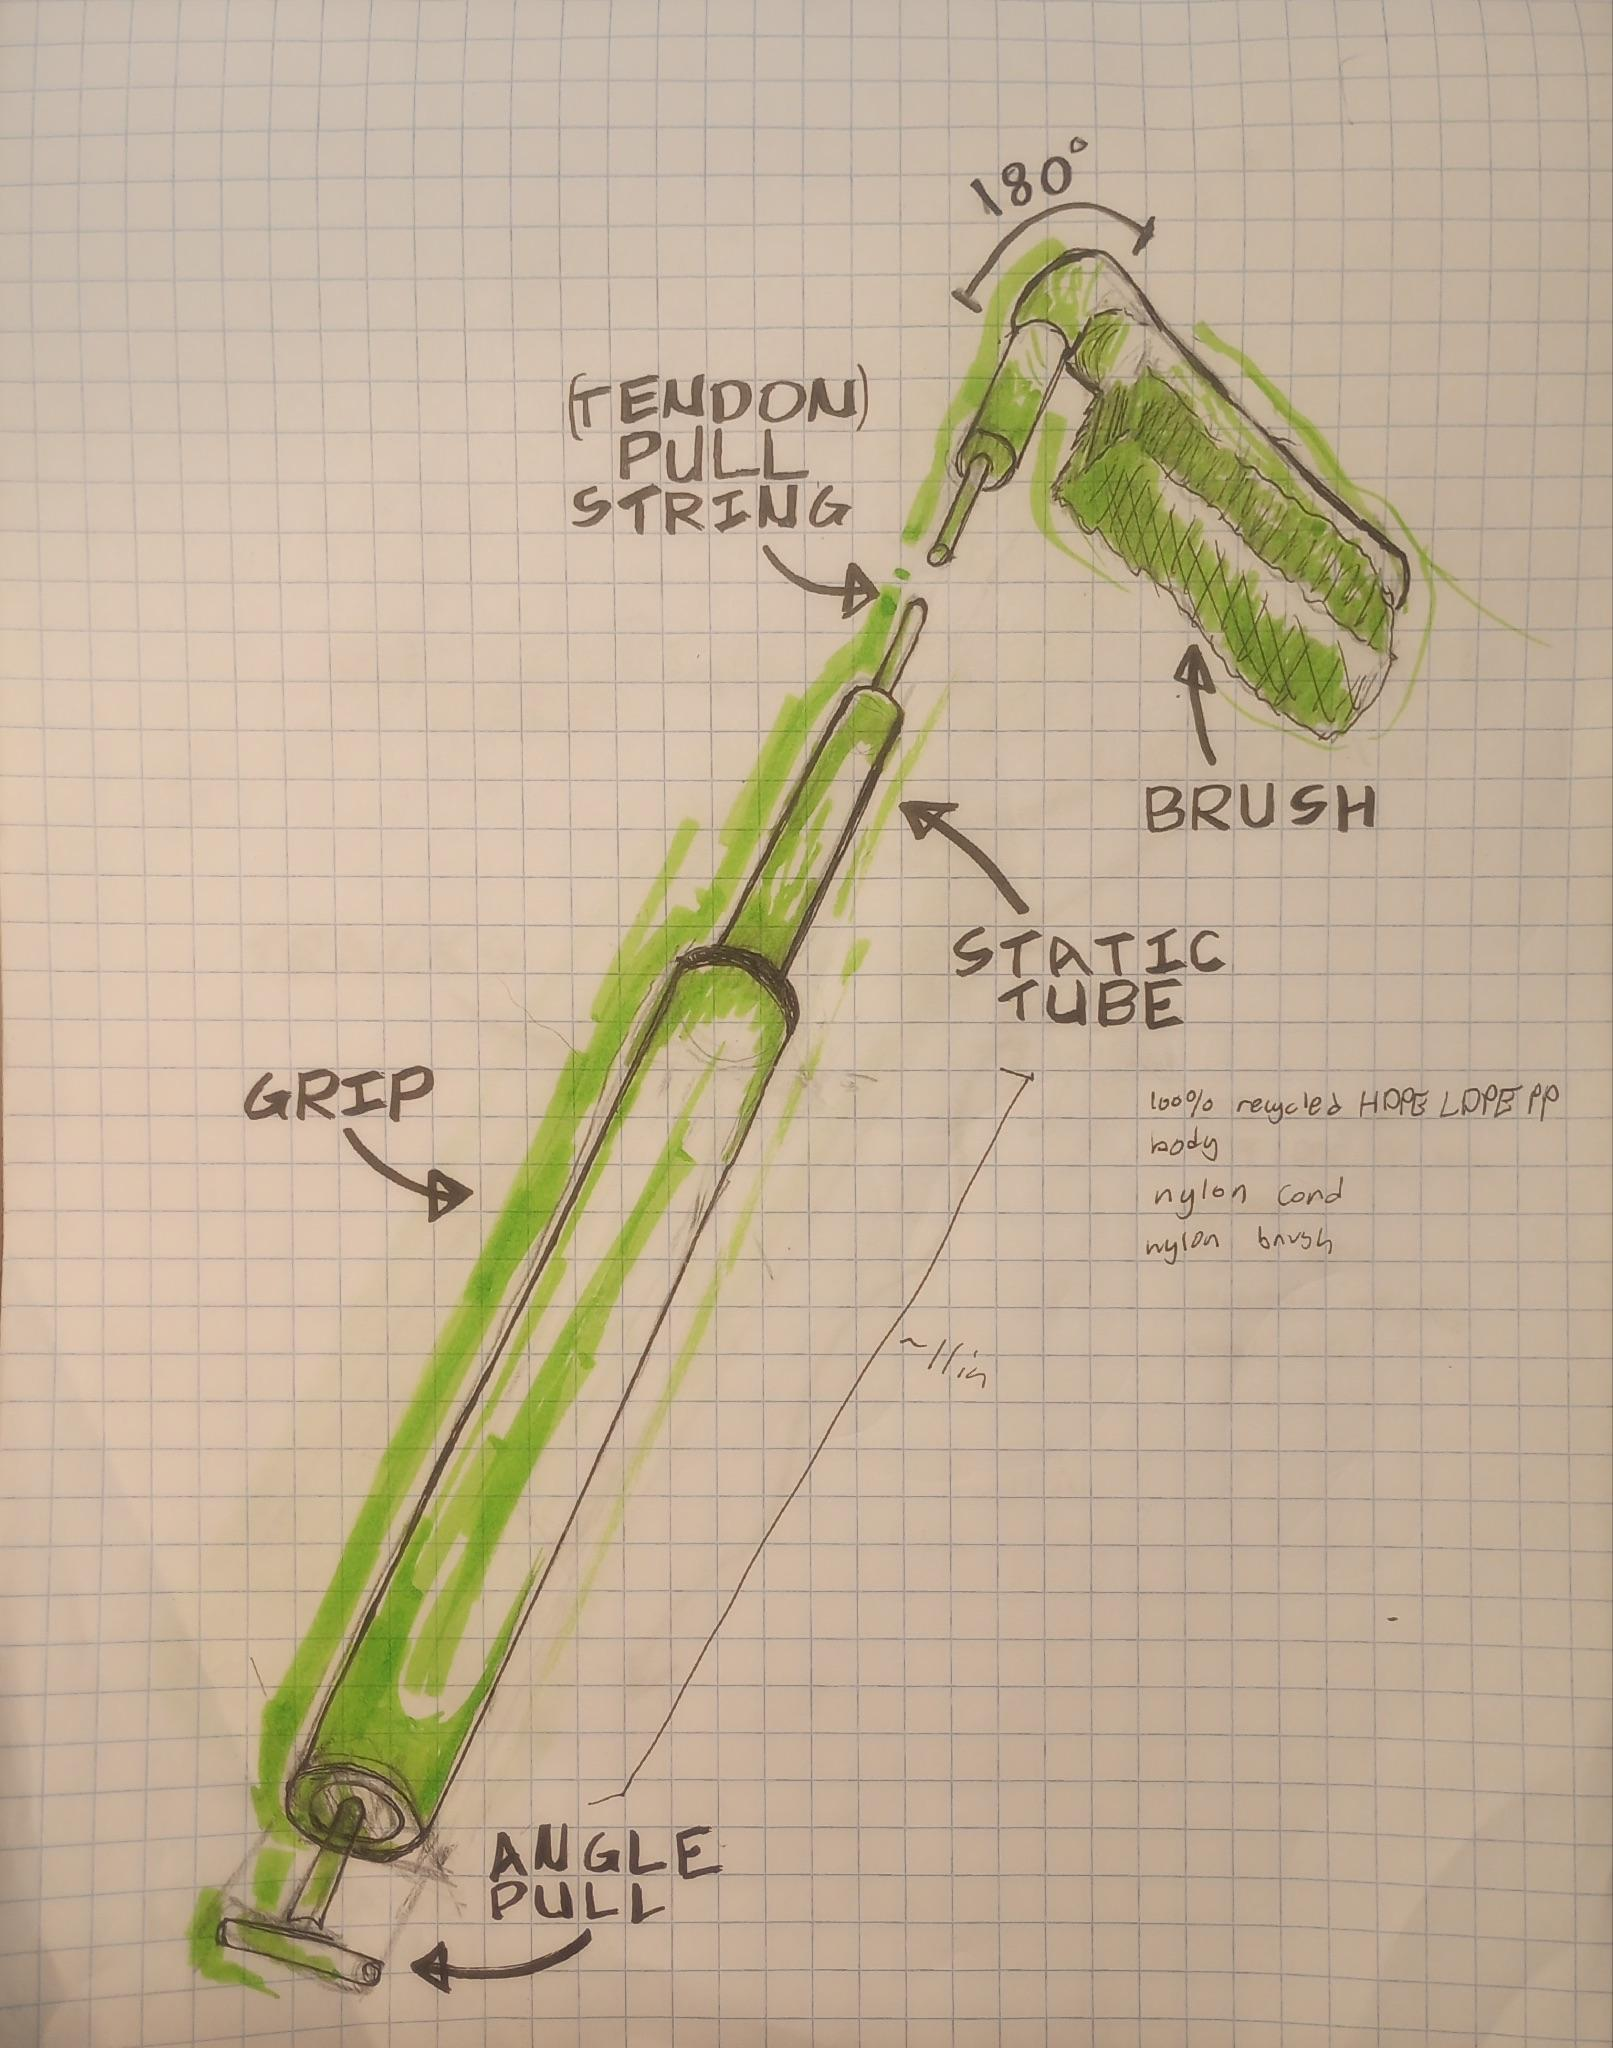 180°
(TENDON)
PULL
STRING
BRUSH
STATIC
TUBE
GRIP
100% recycled HDPE LDPE PP
body
nylon cord
nylon brush
~11in
ANGLE
PULL